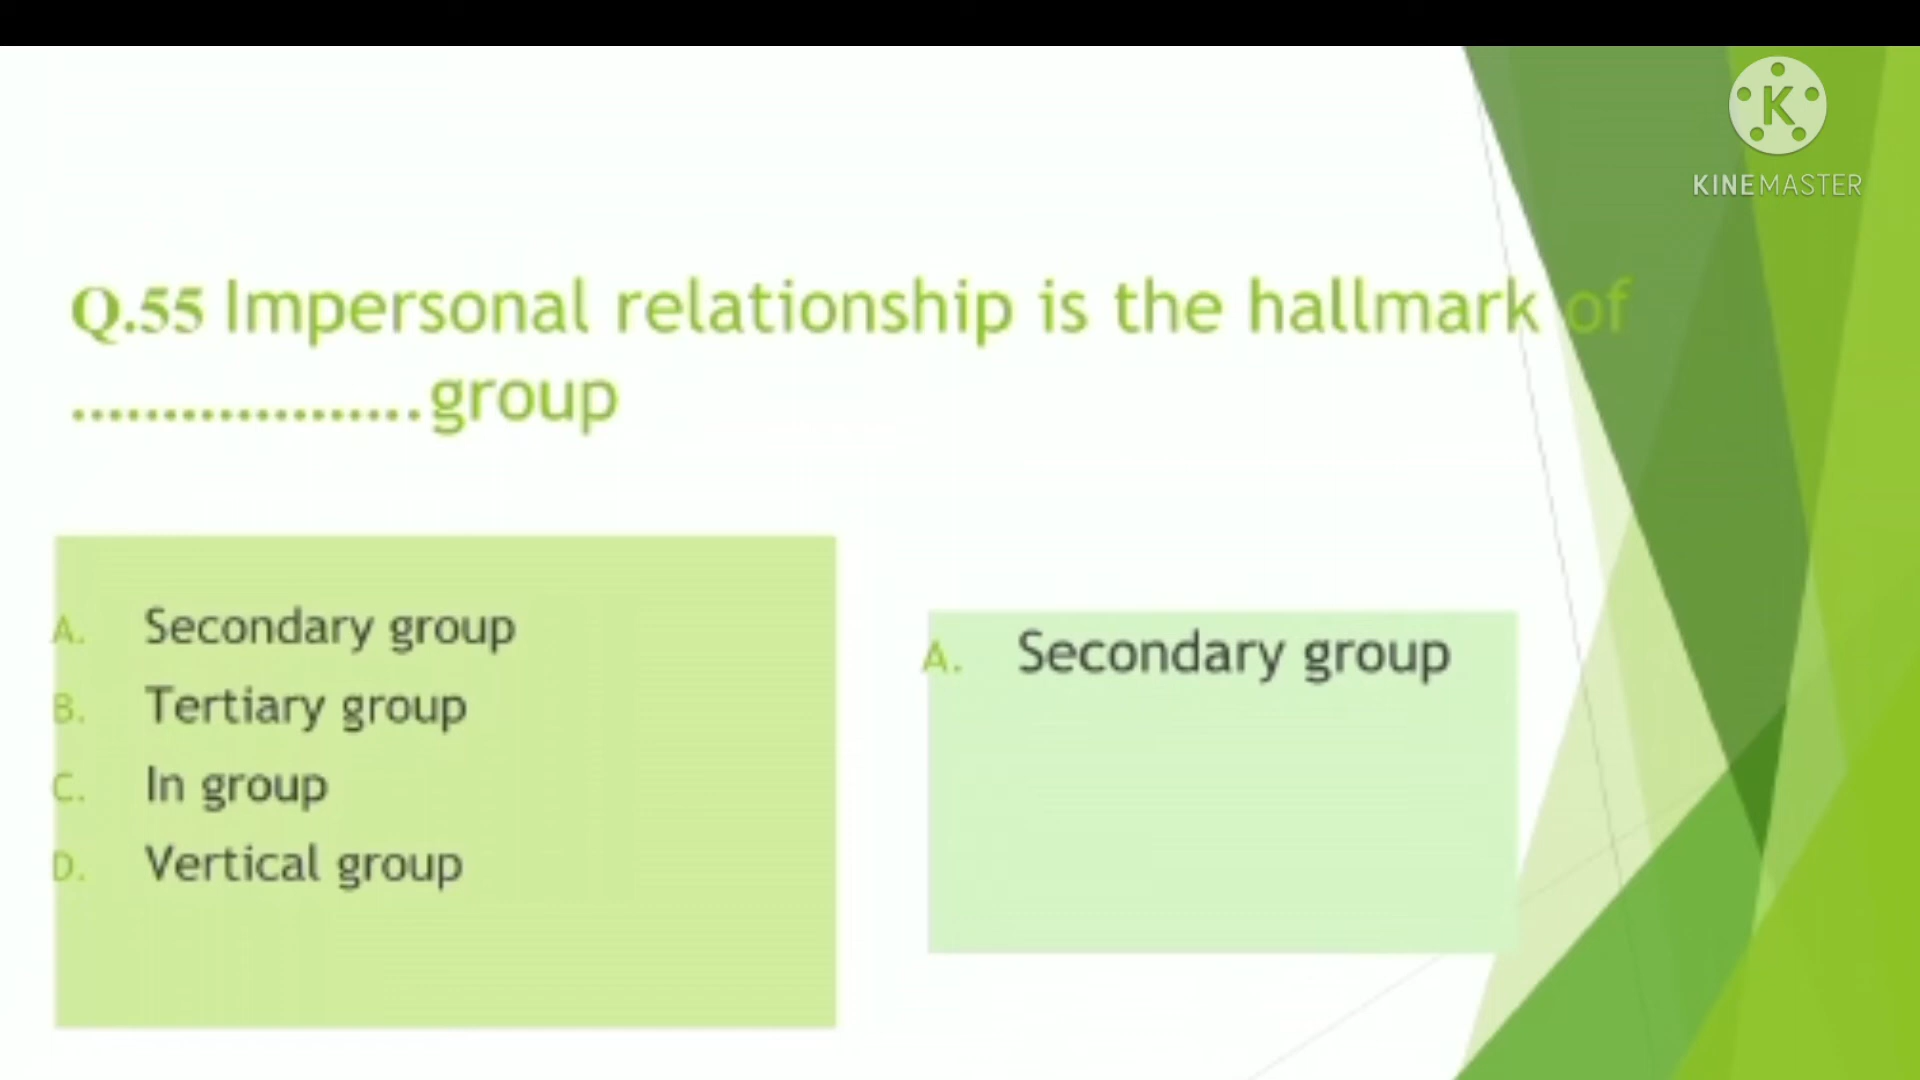 KINEMASTER
Q.55 Impersonal relationship is the hallmark of
...................group
A. Secondary group
B. Tertiary group
C. In group
D. Vertical group
A. Secondary group